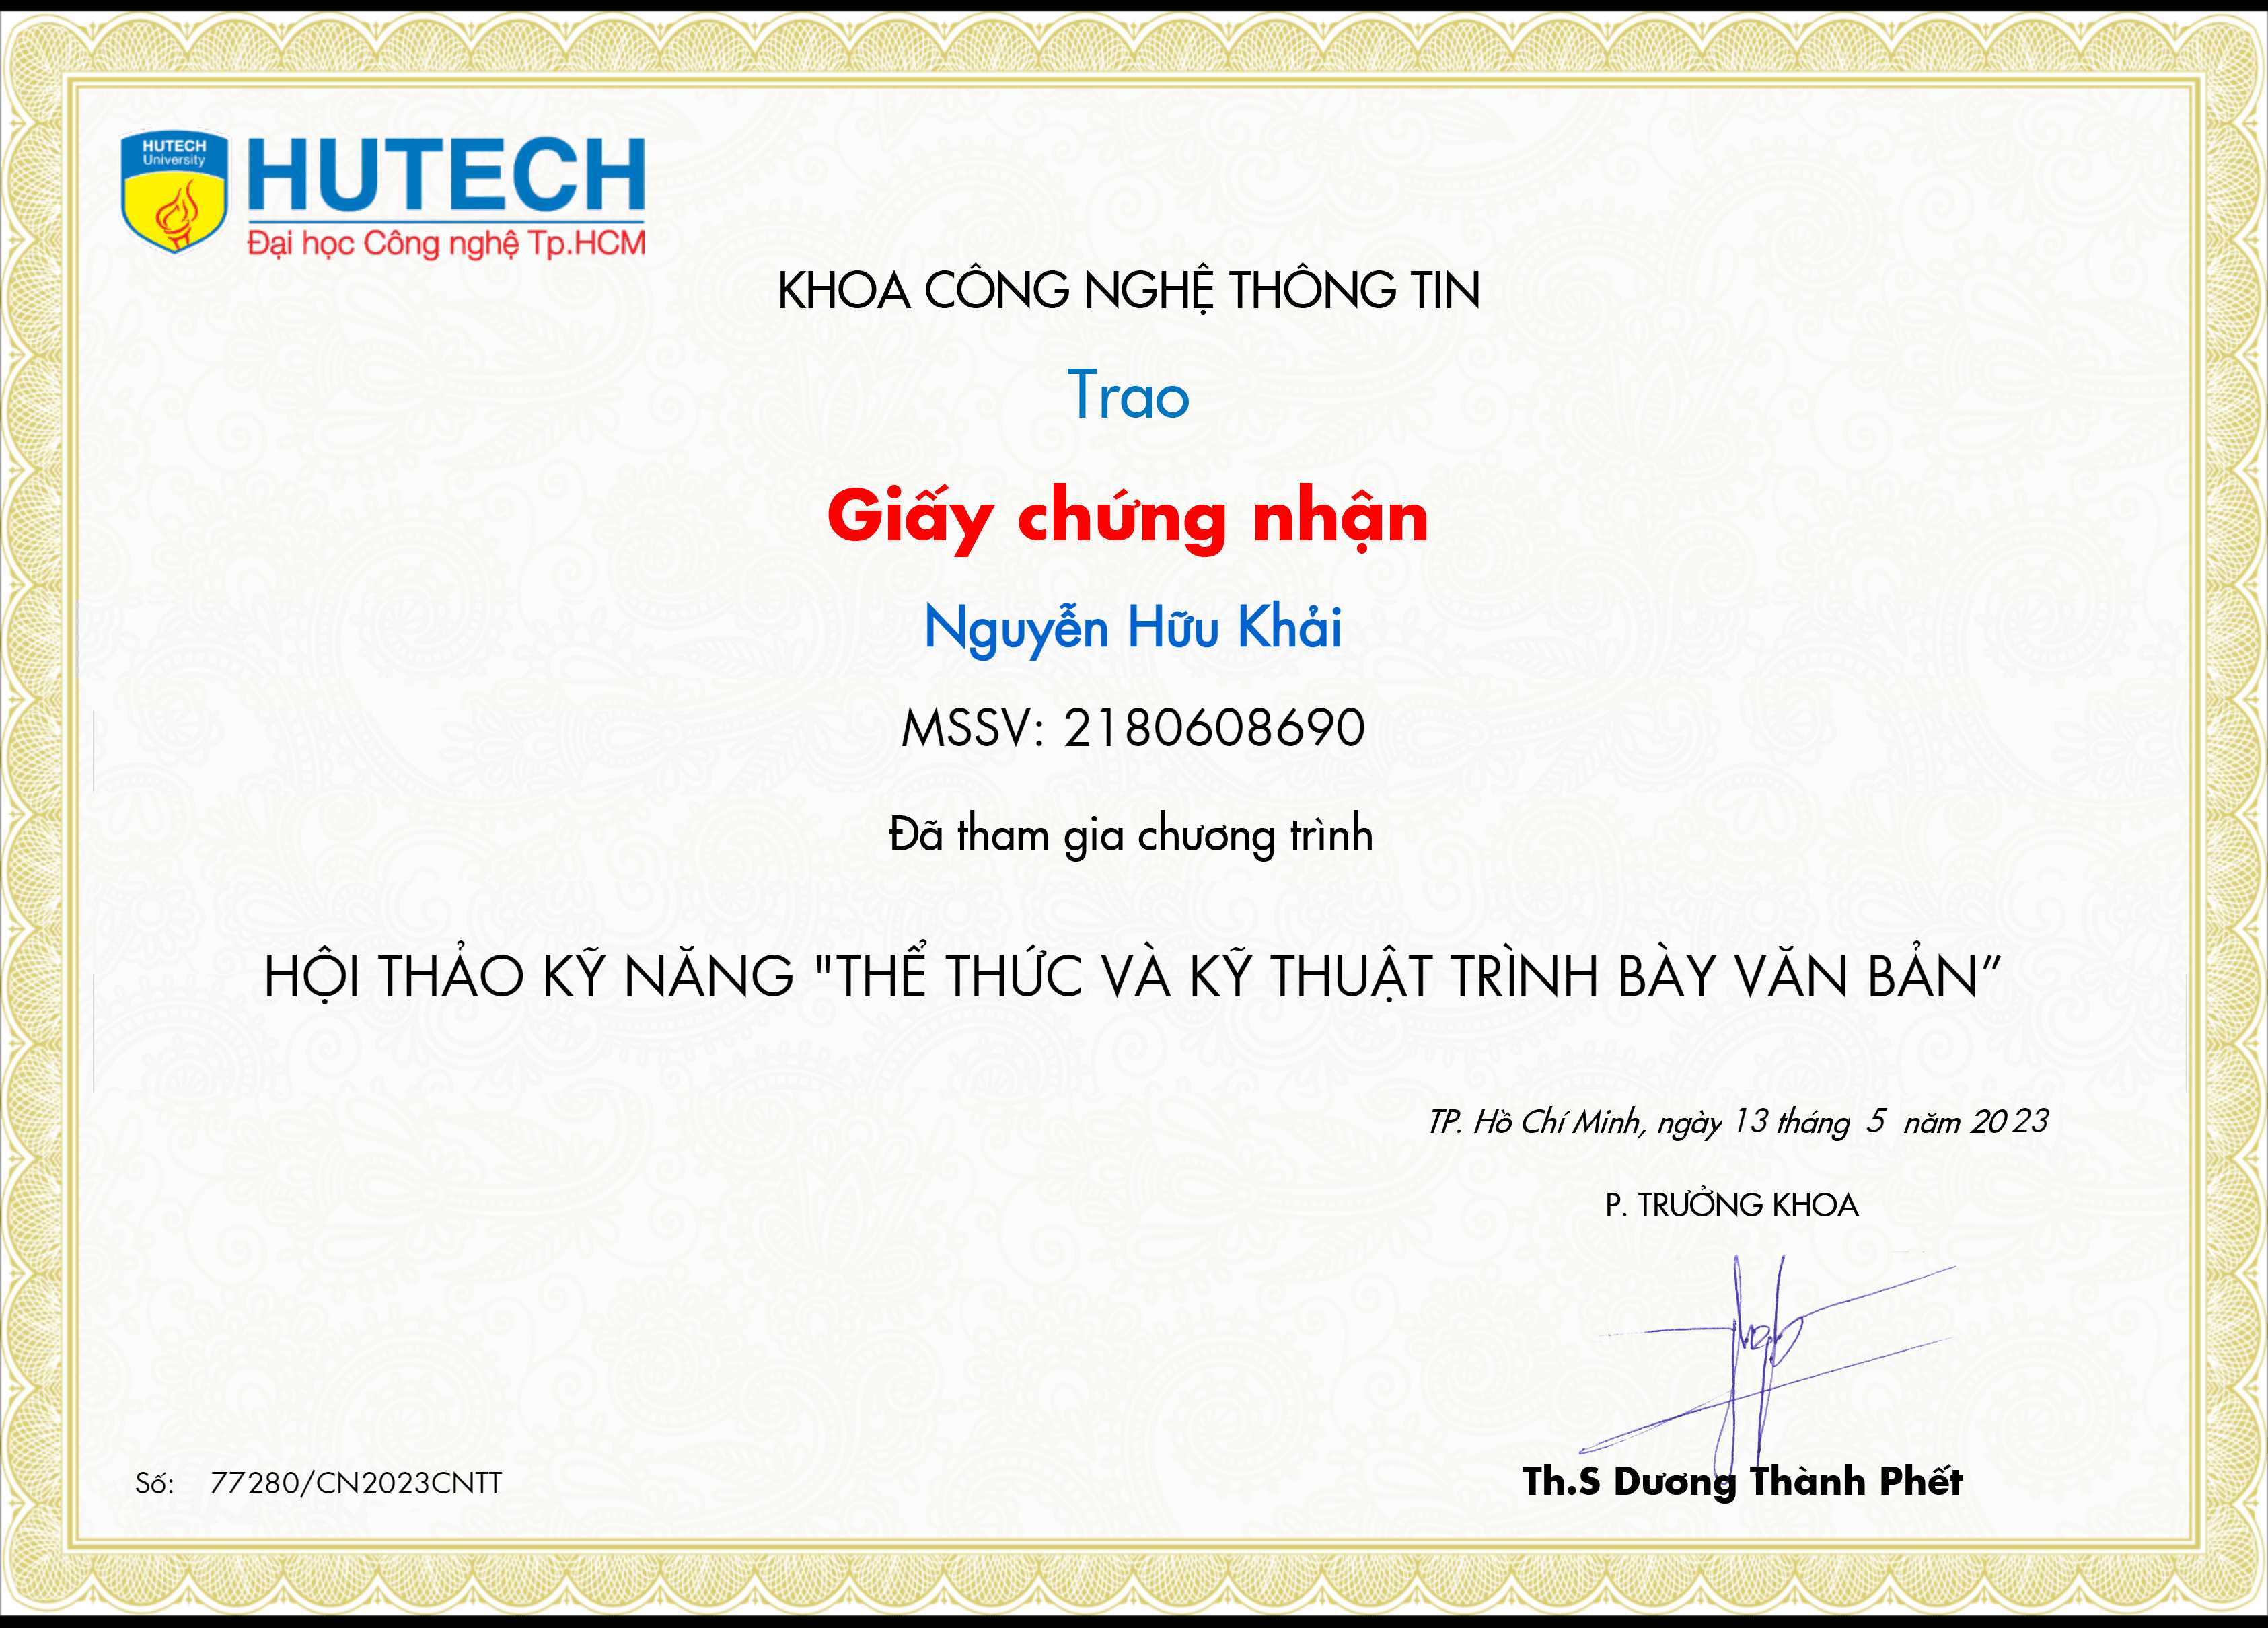 HUTECH
University
HUTECH
Đại học Công nghệ Tp.HCM
KHOA CÔNG NGHỆ THÔNG TIN
Trao
Giấy chứng nhận
Nguyễn Hữu Khải
MSSV: 2180608690
Đã tham gia chương trình
HỘI THẢO KỸ NĂNG "THỂ THỨC VÀ KỸ THUẬT TRÌNH BÀY VĂN BẢN”
TP. Hồ Chí Minh, ngày 13 tháng 5 năm 2023
P. TRƯỞNG KHOA
Th.S Dương Thành Phết
Số: 77280/CN2023CNTT